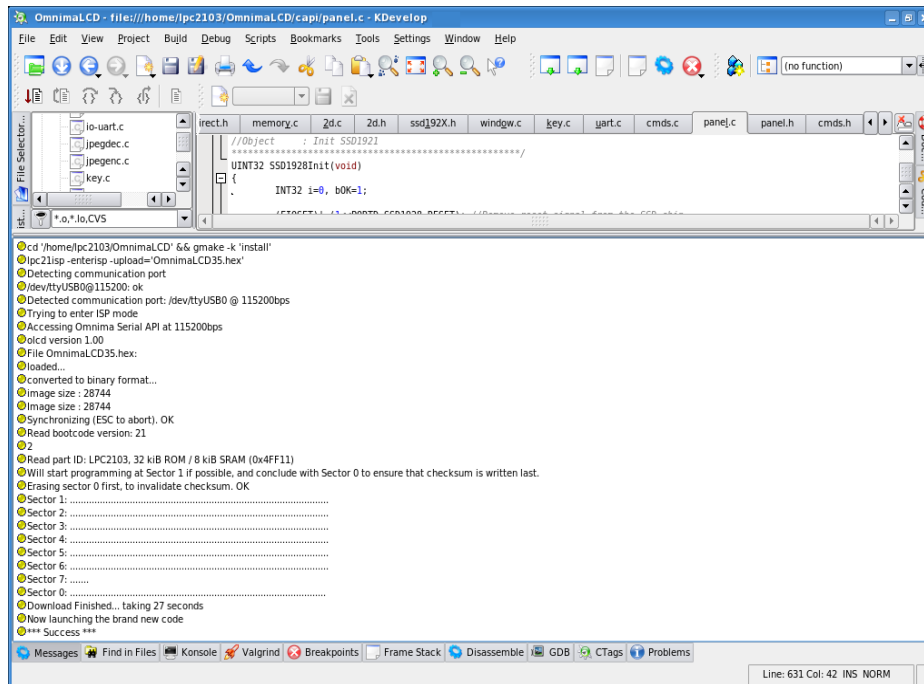 OmnimaLCD - file:///home/lpc2103/OmnimaLCD/capi/panel.c - KDevelop
File Edit View Project Build Debug Scripts Bookmarks Tools Settings Window Help
(no function)
irect.h memory.c 2d.c 2d.h ssd192X.h window.c key.c uart.c cmds.c panel.c panel.h cmds.h
File Selector...
io-uart.c
jpegdec.c
jpegenc.c
key.c
*.o,*.lo,CVS
ist...
//Object : Init SSD1921
UINT32 SSD1928Init(void)
{
INT32 i=0, bOK=1;
cd '/home/lpc2103/OmnimaLCD' && gmake -k 'install'
lpc21isp -enterisp -upload='OmnimaLCD35.hex'
Detecting communication port
/dev/ttyUSB0@115200: ok
Detected communication port: /dev/ttyUSB0 @ 115200bps
Trying to enter ISP mode
Accessing Omnima Serial API at 115200bps
olcd version 1.00
File OmnimaLCD35.hex:
loaded...
converted to binary format...
image size : 28744
Image size : 28744
Synchronizing (ESC to abort). OK
Read bootcode version: 21
2
Read part ID: LPC2103, 32 kiB ROM / 8 kiB SRAM (0x4FF11)
Will start programming at Sector 1 if possible, and conclude with Sector 0 to ensure that checksum is written last.
Erasing sector 0 first, to invalidate checksum. OK
Sector 1: ..........................................................................................
Sector 2: ..........................................................................................
Sector 3: ..........................................................................................
Sector 4: ..........................................................................................
Sector 5: ..........................................................................................
Sector 6: ..........................................................................................
Sector 7: .......
Sector 0: .........................................................................................
Download Finished... taking 27 seconds
Now launching the brand new code
*** Success ***
Messages Find in Files Konsole Valgrind Breakpoints Frame Stack Disassemble GDB CTags Problems
Line: 631 Col: 42 INS NORM